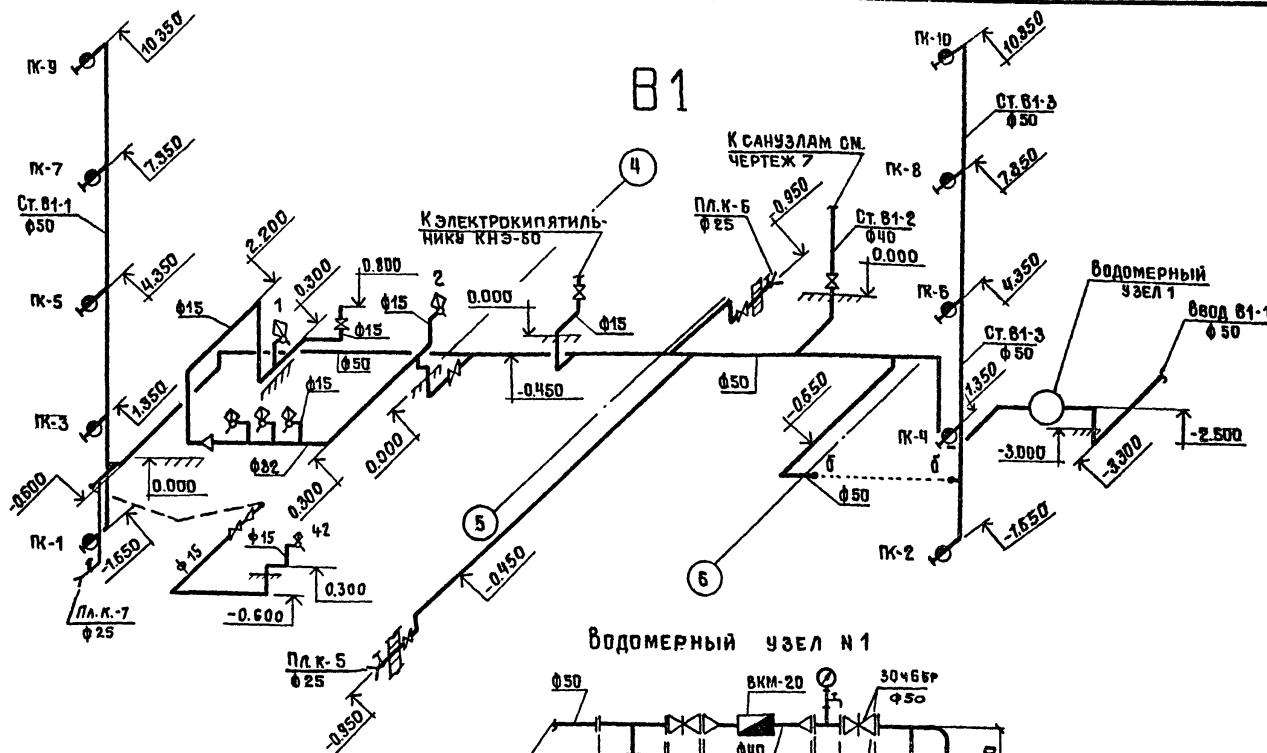 В1
ПК-9
10.350
ПК-7
7.350
Ст.В1-1
ф50
ПК-5
4.350
ПК-3
1.350
-0.600
0.000
ПК-1
-1.650
Пл.К.-7
ф25
2.200
0.300
0.800
ф15
1
ф15
ф15
2
ф50
ф15
ф32
0.300
0.000
ф15
ф15
42
0.300
-0.600
К ЭЛЕКТРОКИПЯТИЛЬ-
НИКУ КНЭ-50
0.000
ф15
-0.450
4
5
6
Пл.К-6
ф25
-0.950
К САНУЗЛАМ СМ.
ЧЕРТЕЖ 7
Ст.В1-2
ф40
0.000
ф50
-0.650
б
б
ф50
-0.450
Пл.К-5
ф25
-0.950
ПК-10
10.350
Ст.В1-3
ф50
ПК-8
7.350
ПК-6
4.350
Ст.В1-3
ф50
1.350
ПК-4
ПК-2
-1.650
ВОДОМЕРНЫЙ
УЗЕЛ 1
ВВОД В1-1
ф50
-3.000
-3.300
-2.500
ВОДОМЕРНЫЙ УЗЕЛ N1
ф50
ВКМ-20
30Ч6БР
ф50
ф40